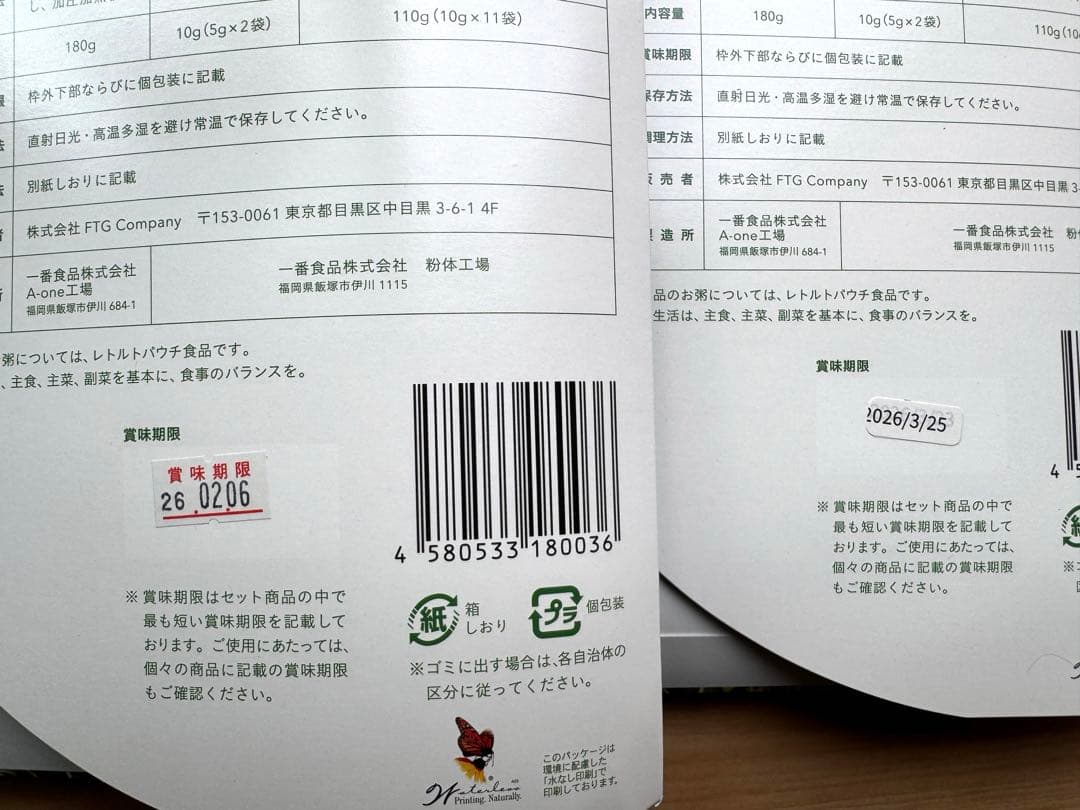 180g
10g（5g×2袋）
110g（10g×11袋）
枠外下部ならびに個包装に記載
直射日光・高温多湿を避け常温で保存してください。
別紙しおりに記載
株式会社 FTG Company 〒153-0061 東京都目黒区中目黒 3-6-1 4F
一番食品株式会社
A-one工場
福岡県飯塚市伊川 684-1
一番食品株式会社 粉体工場
福岡県飯塚市伊川 1115
粥については、レトルトパウチ食品です。
、主食、主菜、副菜を基本に、食事のバランスを。
賞味期限
賞味期限
26.02.06
4 580533 180036
※ 賞味期限はセット商品の中で
最も短い賞味期限を記載して
おります。ご使用にあたっては、
個々の商品に記載の賞味期限
もご確認ください。
紙
箱
しおり
プラ
個包装
※ゴミに出す場合は、各自治体の
区分に従ってください。
Waterless
Printing. Naturally.
このパッケージは
環境に配慮した
「水なし印刷」で
印刷しております。
内容量
180g
10g（5g×2袋）
110g（10
賞味期限
枠外下部ならびに個包装に記載
保存方法
直射日光・高温多湿を避け常温で保存してください。
調理方法
別紙しおりに記載
販売者
株式会社 FTG Company 〒153-0061 東京都目黒区中目黒 3
製造所
一番食品株式会社
A-one工場
福岡県飯塚市伊川 684-1
一番食品株式会社 粉
福岡県飯塚市伊川 1115
品のお粥については、レトルトパウチ食品です。
生活は、主食、主菜、副菜を基本に、食事のバランスを。
賞味期限
2026/3/25
4
※ 賞味期限はセット商品の中で
最も短い賞味期限を記載して
おります。ご使用にあたっては、
個々の商品に記載の賞味期限
もご確認ください。